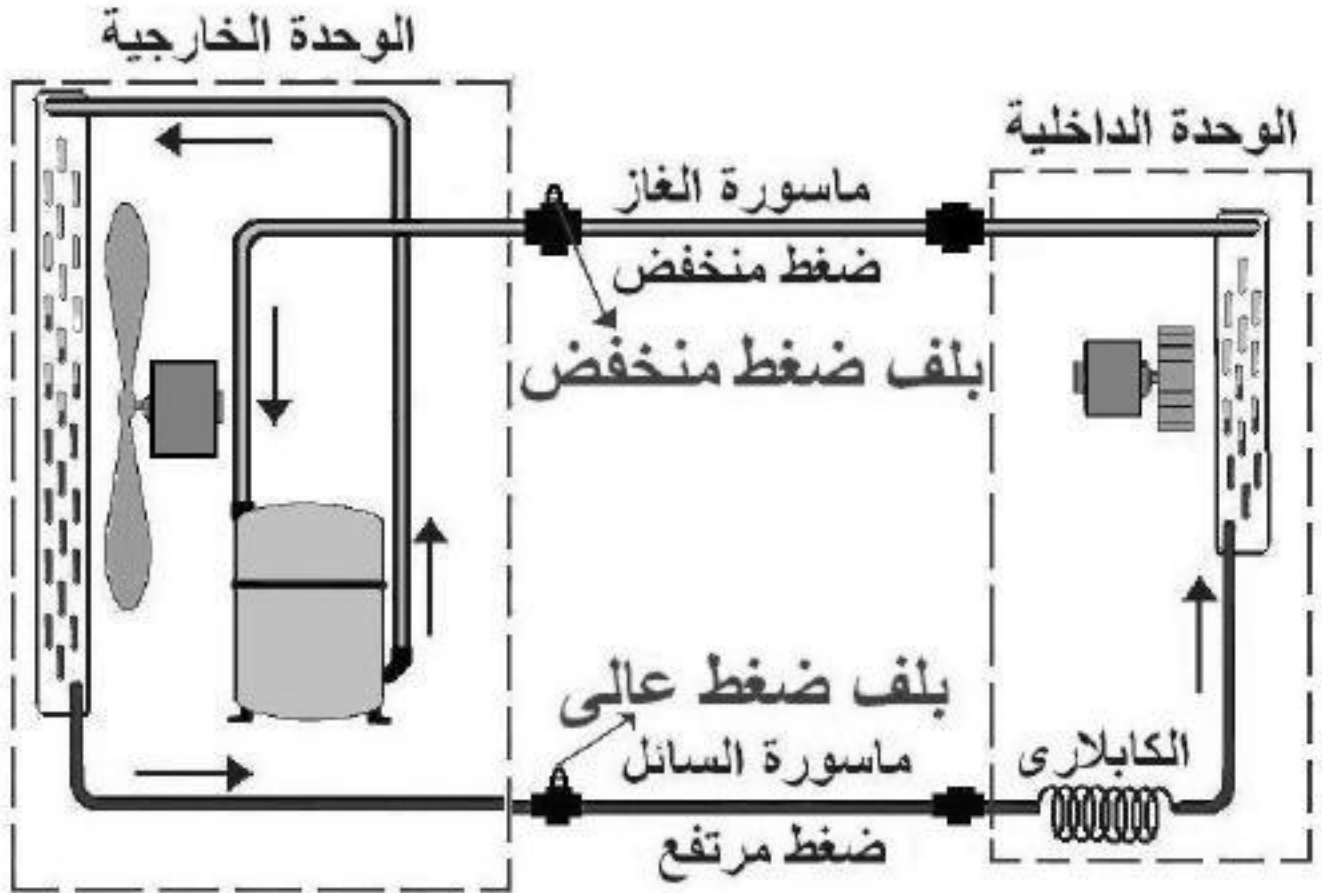 الوحدة الخارجية
الوحدة الداخلية
ماسورة الغاز
ضغط منخفض
بلف ضغط منخفض
بلف ضغط عالى
ماسورة السائل
الكابلارى
ضغط مرتفع